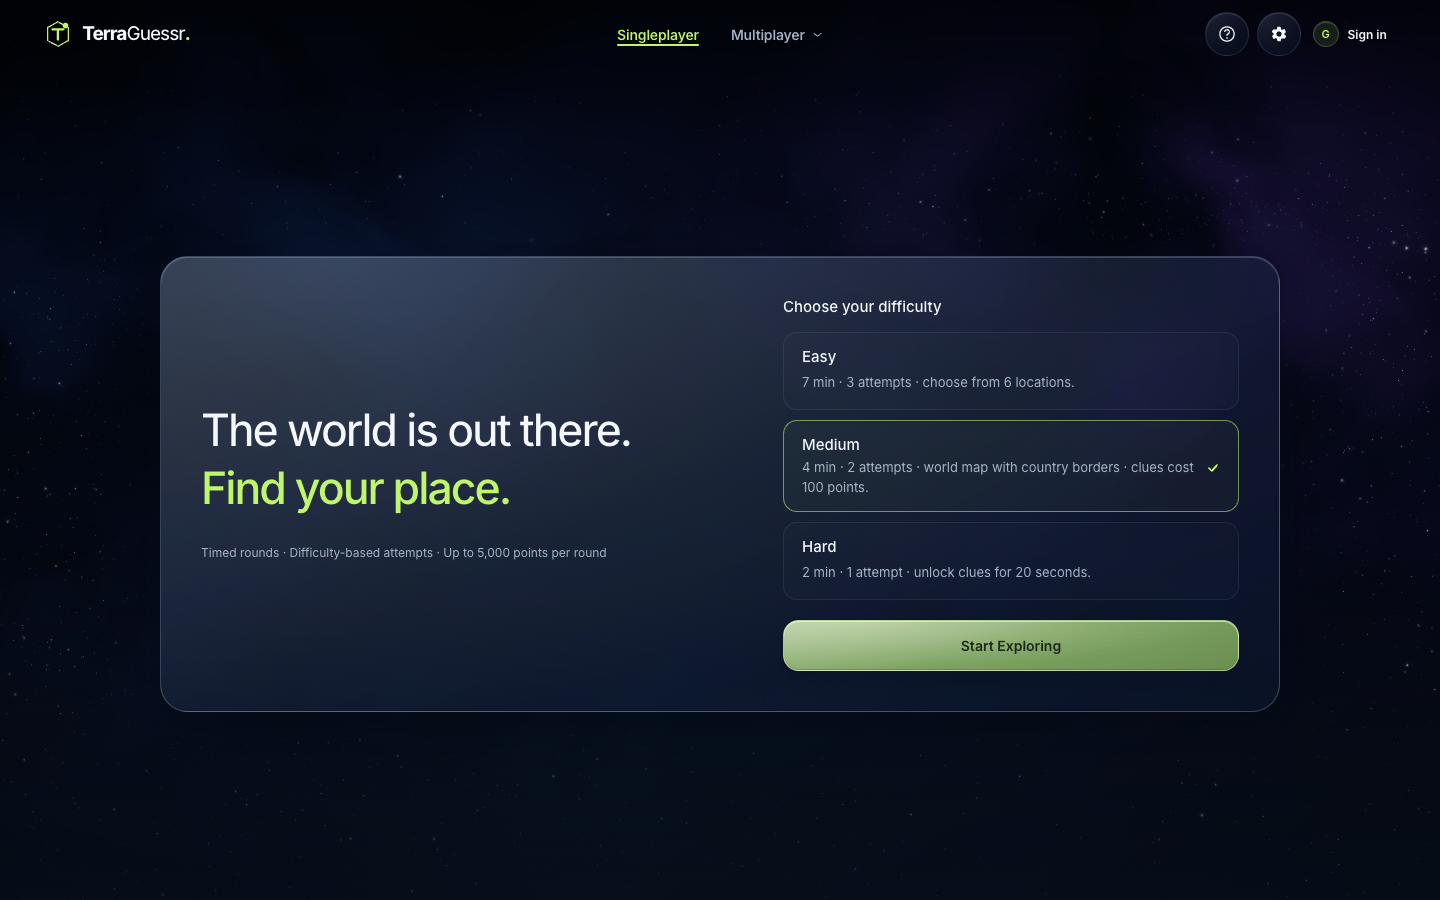 TerraGuessr.
Singleplayer
Multiplayer
G
Sign in
The world is out there.
Find your place.
Timed rounds · Difficulty-based attempts · Up to 5,000 points per round
Choose your difficulty
Easy
7 min · 3 attempts · choose from 6 locations.
Medium
4 min · 2 attempts · world map with country borders · clues cost
100 points.
Hard
2 min · 1 attempt · unlock clues for 20 seconds.
Start Exploring